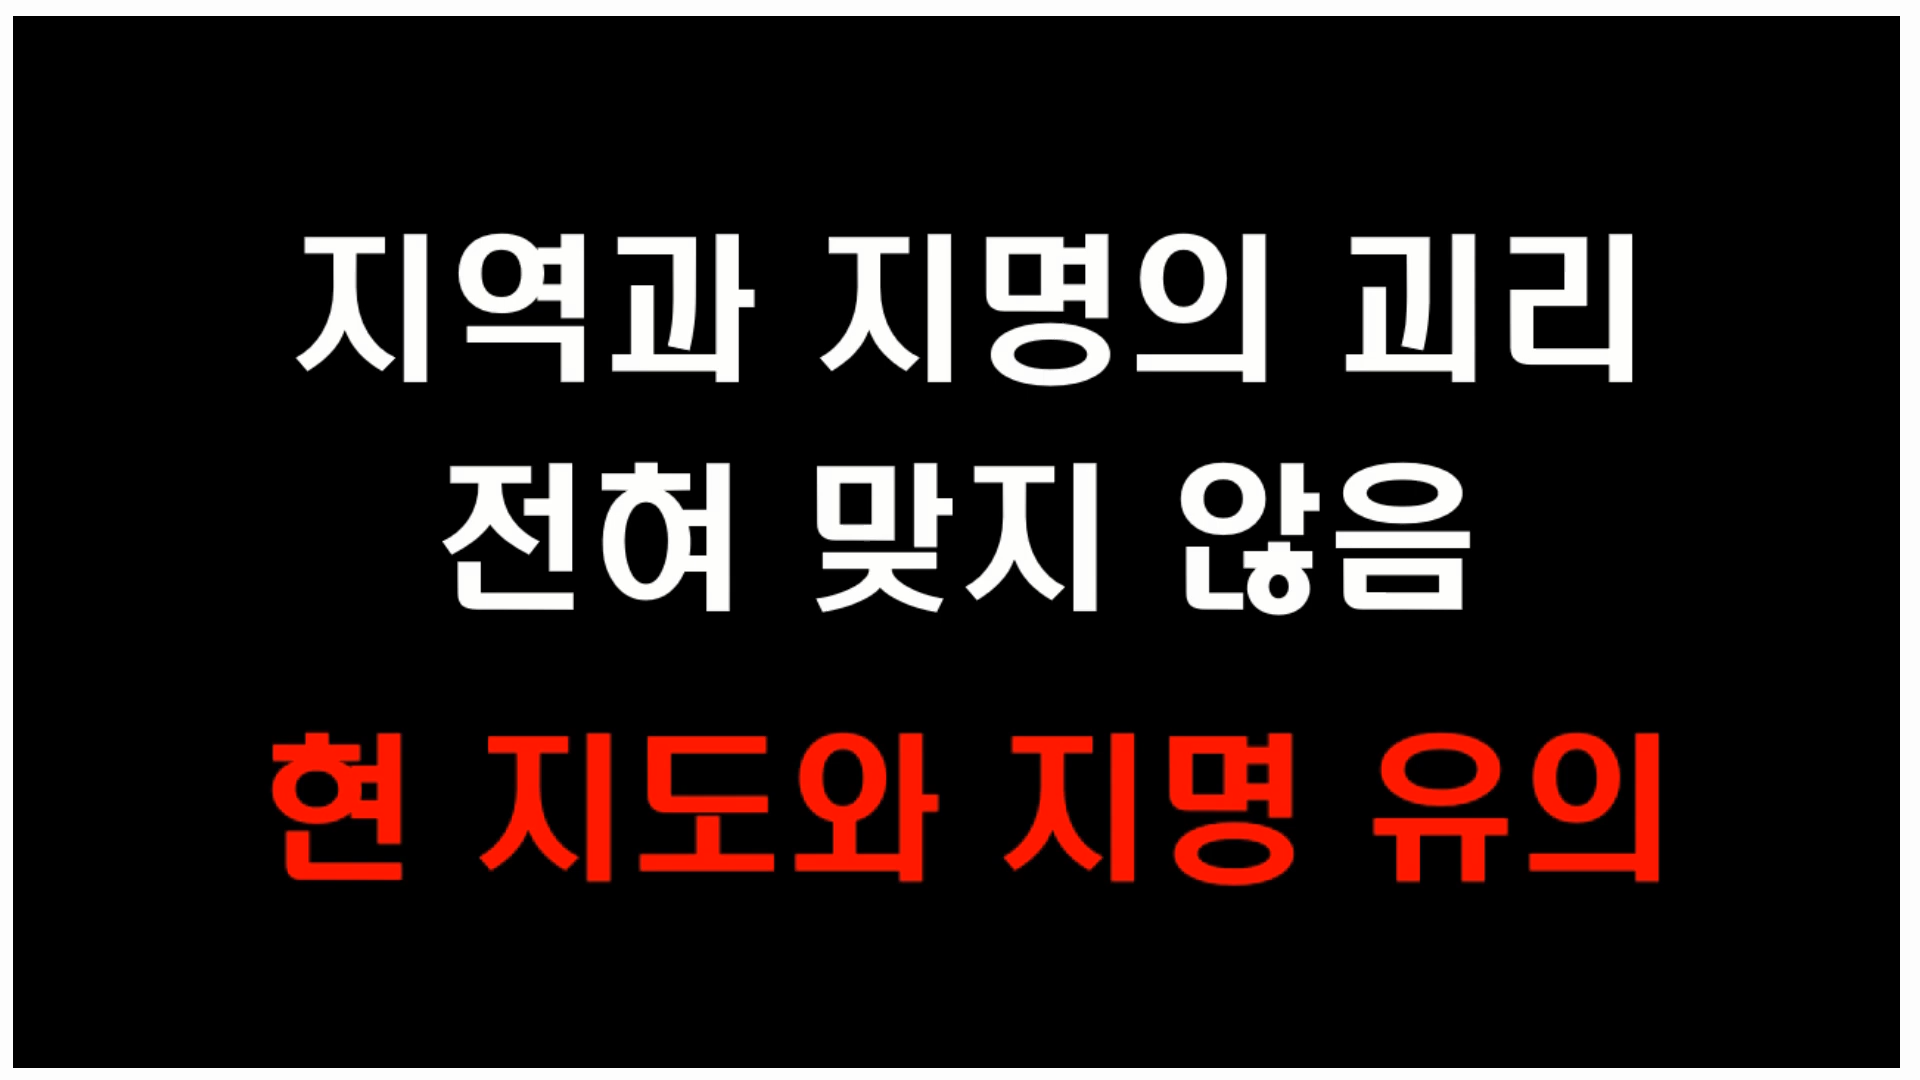 지역과 지명의 괴리
전혀 맞지 않음
현 지도와 지명 유의